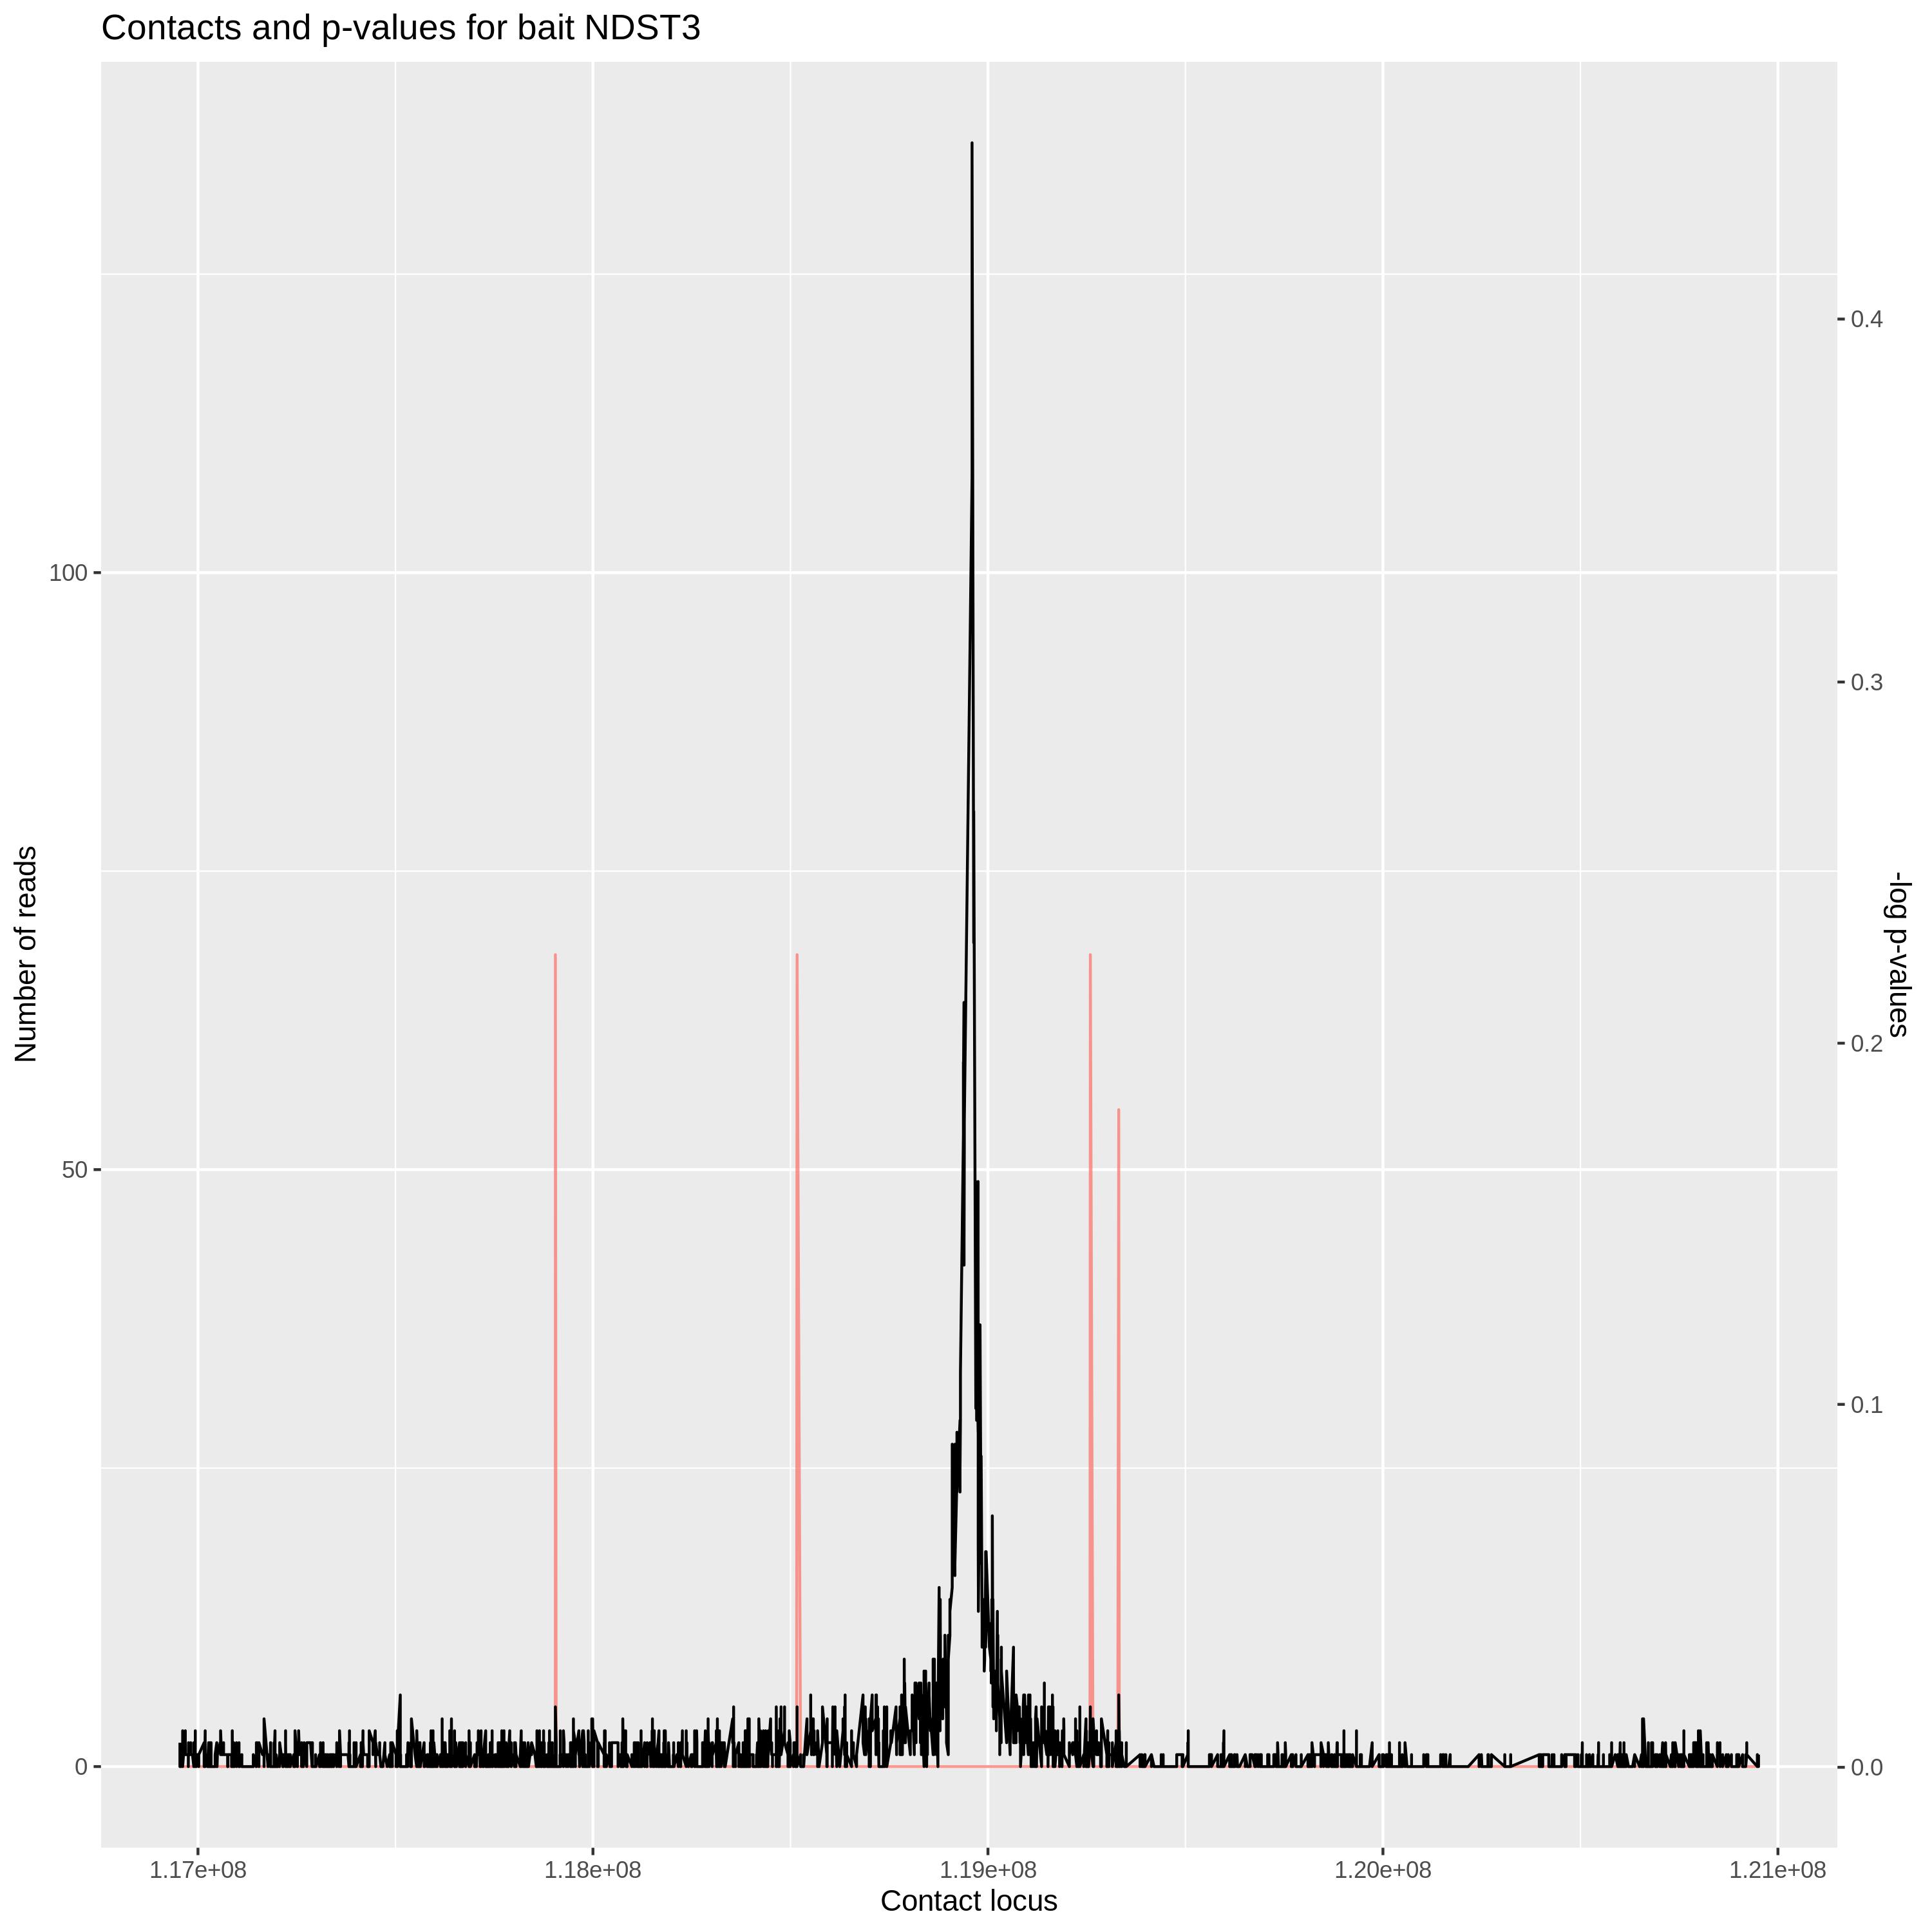 Contacts and p-values for bait NDST3
Number of reads
100
50
0
0.4
0.3
0.2
0.1
0.0
-log p-values
1.17e+08
1.18e+08
1.19e+08
1.20e+08
1.21e+08
Contact locus